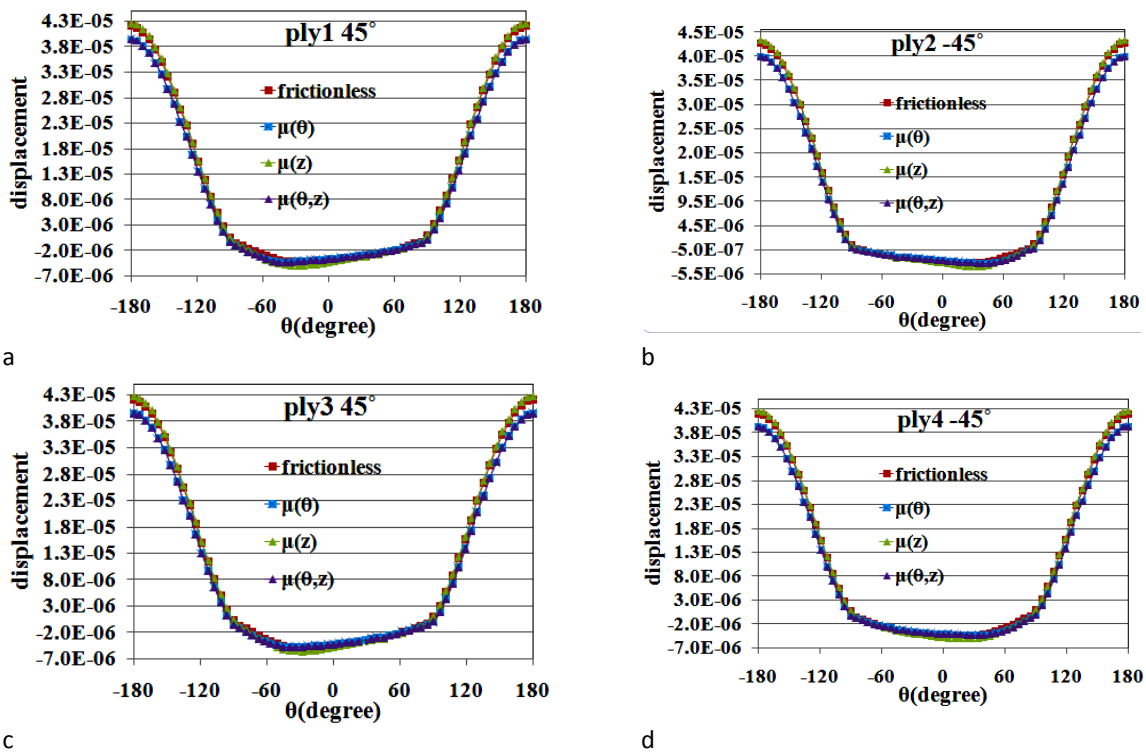 ply1 45°
displacement
4.3E-05
3.8E-05
3.3E-05
2.8E-05
2.3E-05
1.8E-05
1.3E-05
8.0E-06
3.0E-06
-2.0E-06
-7.0E-06
frictionless
μ(θ)
μ(z)
μ(θ,z)
-180 -120 -60 0 60 120 180
θ(degree)
a
ply2 -45°
displacement
4.5E-05
4.0E-05
3.5E-05
3.0E-05
2.5E-05
2.0E-05
1.5E-05
9.5E-06
4.5E-06
-5.0E-07
-5.5E-06
frictionless
μ(θ)
μ(z)
μ(θ,z)
-180 -120 -60 0 60 120 180
θ(degree)
b
ply3 45°
displacement
4.3E-05
3.8E-05
3.3E-05
2.8E-05
2.3E-05
1.8E-05
1.3E-05
8.0E-06
3.0E-06
-2.0E-06
-7.0E-06
frictionless
μ(θ)
μ(z)
μ(θ,z)
-180 -120 -60 0 60 120 180
θ(degree)
c
ply4 -45°
displacement
4.3E-05
3.8E-05
3.3E-05
2.8E-05
2.3E-05
1.8E-05
1.3E-05
8.0E-06
3.0E-06
-2.0E-06
-7.0E-06
frictionless
μ(θ)
μ(z)
μ(θ,z)
-180 -120 -60 0 60 120 180
θ(degree)
d